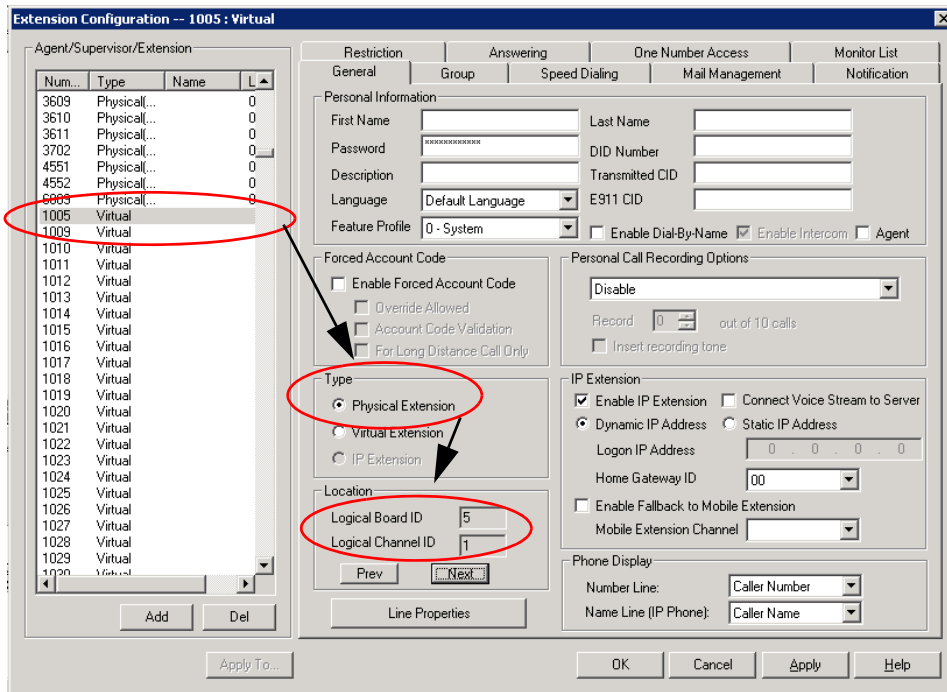 Extension Configuration -- 1005 : Virtual
Agent/Supervisor/Extension
Num... Type Name L
3609 Physical(... 0
3610 Physical(... 0
3611 Physical(... 0
3702 Physical(... 0
4551 Physical(... 0
4552 Physical(... 0
Physical(... 0
1005 Virtual
1009 Virtual
1010 Virtual
1011 Virtual
1012 Virtual
1013 Virtual
1014 Virtual
1015 Virtual
1016 Virtual
1017 Virtual
1018 Virtual
1019 Virtual
1020 Virtual
1021 Virtual
1022 Virtual
1023 Virtual
1024 Virtual
1025 Virtual
1026 Virtual
1027 Virtual
1028 Virtual
1029 Virtual
1030 Virtual
Add Del
Restriction Answering One Number Access Monitor List
General Group Speed Dialing Mail Management Notification
Personal Information
First Name
Last Name
Password ************
DID Number
Description
Transmitted CID
Language Default Language
E911 CID
Feature Profile 0 - System
Enable Dial-By-Name Enable Intercom Agent
Forced Account Code
Enable Forced Account Code
Override Allowed
Account Code Validation
For Long Distance Call Only
Personal Call Recording Options
Disable
Record 0 out of 10 calls
Insert recording tone
Type
Physical Extension
Virtual Extension
IP Extension
Location
Logical Board ID 5
Logical Channel ID 1
Prev Next
Line Properties
IP Extension
Enable IP Extension Connect Voice Stream to Server
Dynamic IP Address Static IP Address
Logon IP Address 0 . 0 . 0 . 0
Home Gateway ID 00
Enable Fallback to Mobile Extension
Mobile Extension Channel
Phone Display
Number Line: Caller Number
Name Line (IP Phone): Caller Name
Apply To... OK Cancel Apply Help